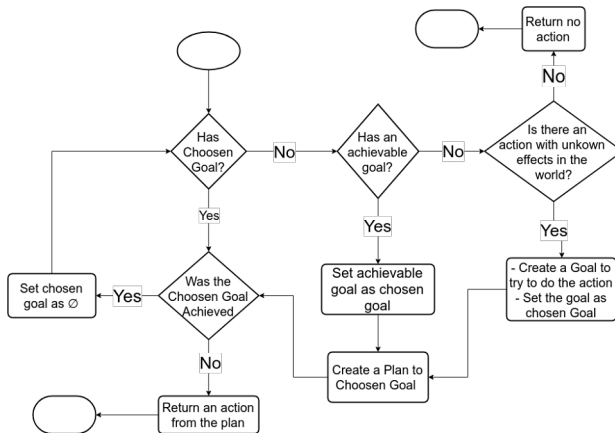 Return no
action
No
Has
Choosen
Goal?
No
Has an
achievable
goal?
No
Is there an
action with unkown
effects in the
world?
Yes
Yes
Yes
Set chosen
goal as ∅
Yes
Was the
Choosen Goal
Achieved
Set achievable
goal as chosen
goal
- Create a Goal to
try to do the action
- Set the goal as
chosen Goal
No
Create a Plan to
Choosen Goal
Return an action
from the plan